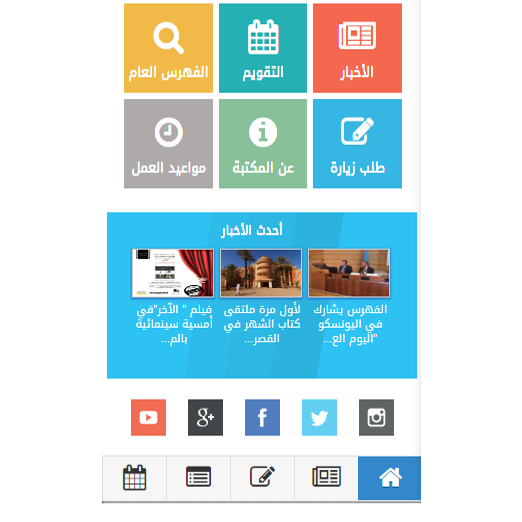 الأخبار
التقويم
الفهرس العام
طلب زيارة
عن المكتبة
مواعيد العمل
أحدث الأخبار
الفهرس يشارك
في اليونسكو
"اليوم الع...
لأول مرة ملتقى
كتاب الشهر في
القصر...
فيلم " الآخر"في
أمسية سينمائية
بالم...